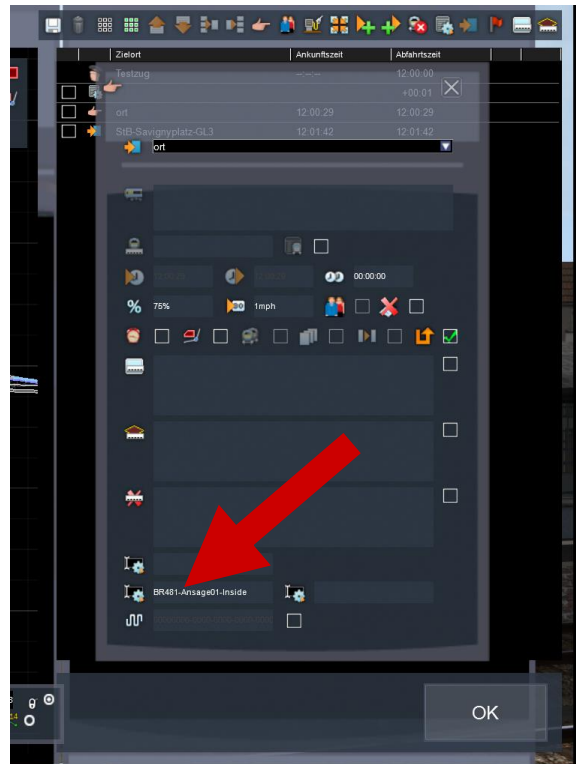 Zielort Ankunftszeit Abfahrtszeit
Testzug --:--:-- 12:00:00
+00:01
ort 12:00:29 12:00:29
StB-Savignyplatz-GL3 12:01:42 12:01:42
ort
00:00:00
% 75% 30 1mph
BR481-Ansage01-Inside
OK